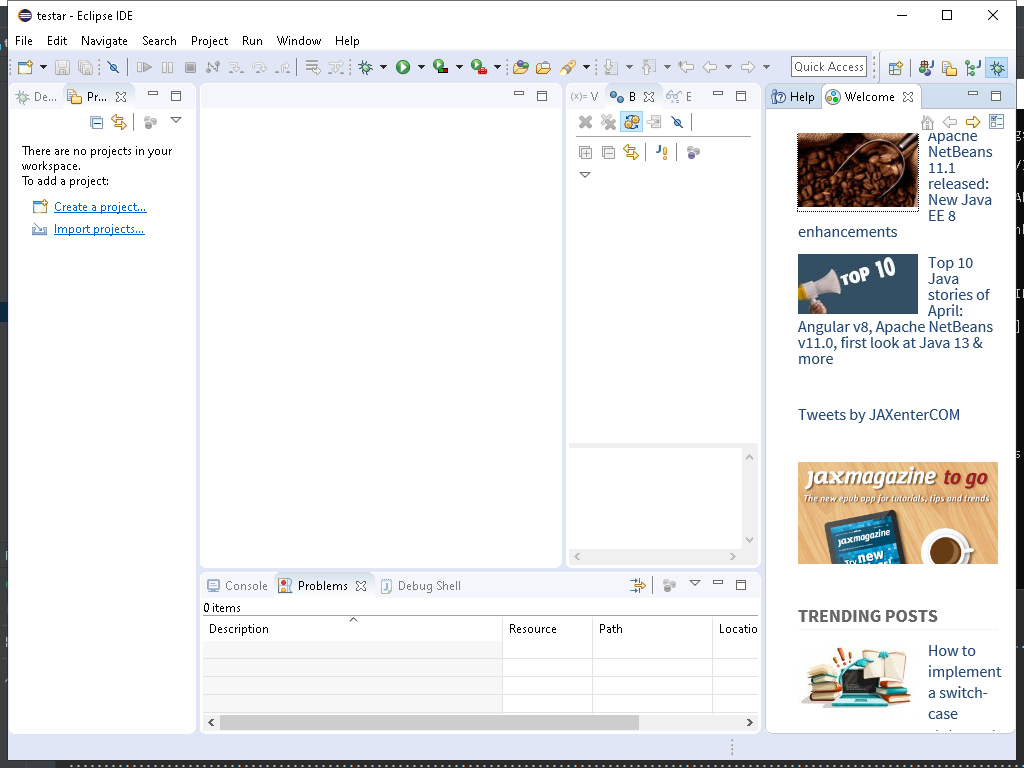 testar - Eclipse IDE
File Edit Navigate Search Project Run Window Help
Quick Access
De... Pr...
There are no projects in your
workspace.
To add a project:
Create a project...
Import projects...
(x)= V B E
Help Welcome
Apache
NetBeans
11.1
released:
New Java
EE 8
enhancements
TOP 10
Top 10
Java
stories of
April:
Angular v8, Apache NetBeans
v11.0, first look at Java 13 &
more
Tweets by JAXenterCOM
jaxmagazine to go
The new epub app for tutorials, tips and trends
jaxmagazine
new
TRENDING POSTS
How to
implement
a switch-
case
Console Problems Debug Shell
0 items
Description Resource Path Locatio